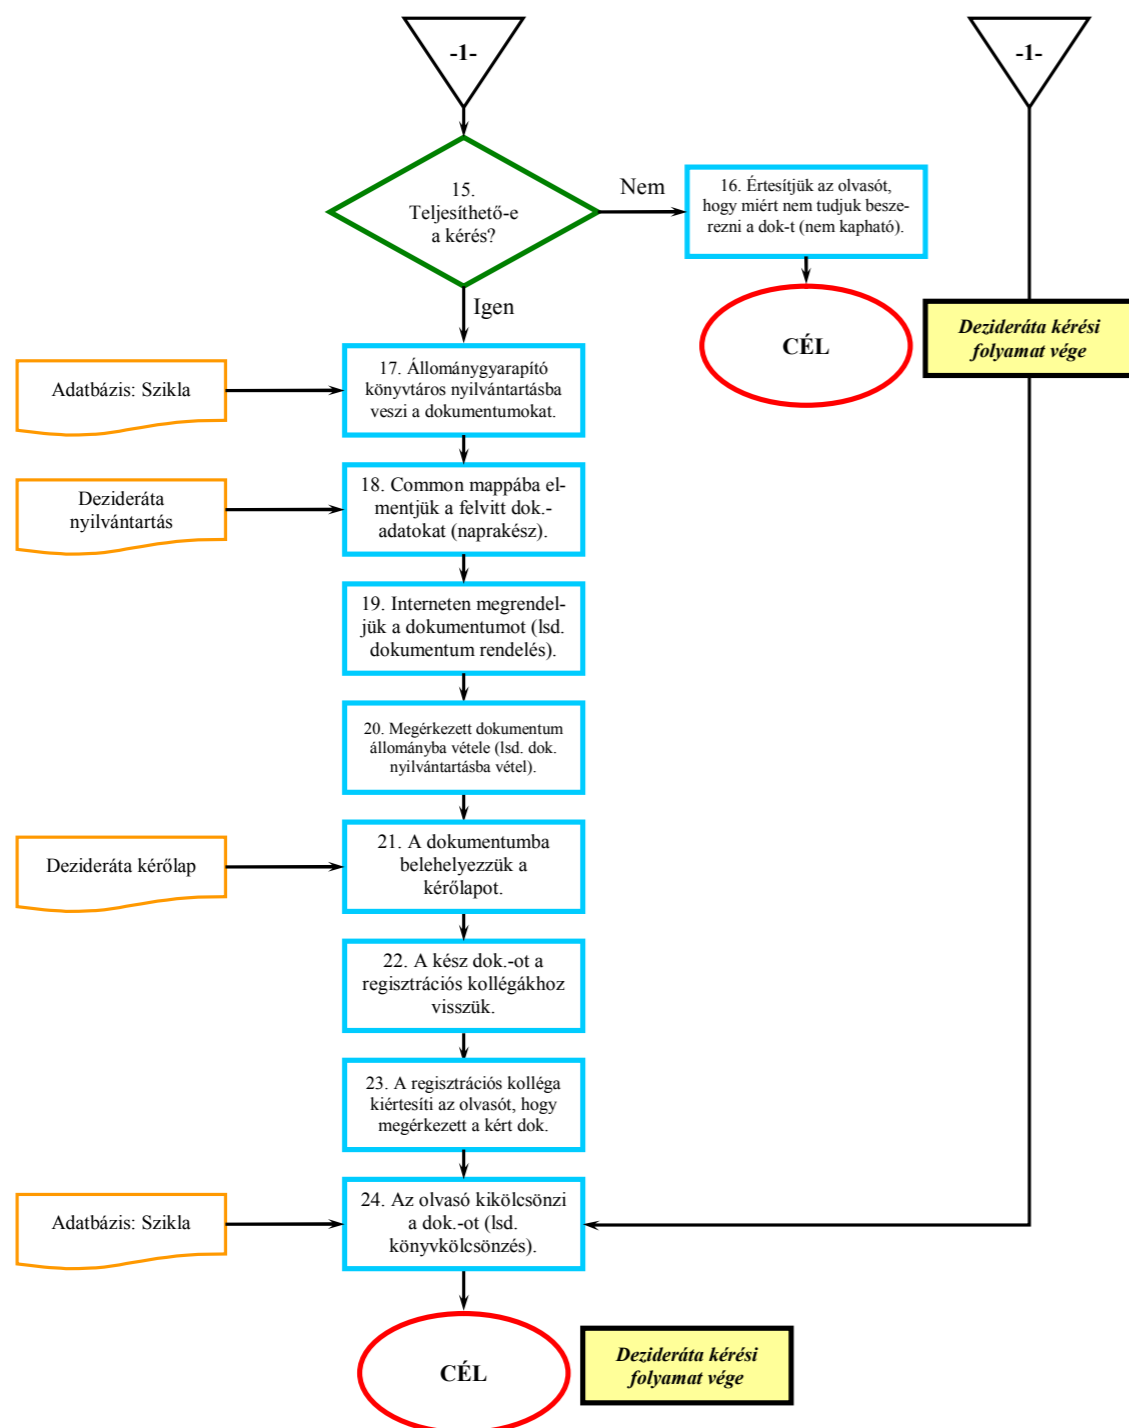 -1-
-1-
15.
Teljesíthető-e
a kérés?
Nem
16. Értesítjük az olvasót,
hogy miért nem tudjuk besze-
rezni a dok-t (nem kapható).
Igen
CÉL
Dezideráta kérési
folyamat vége
Adatbázis: Szikla
17. Állománygyarapító
könyvtáros nyilvántartásba
veszi a dokumentumokat.
Dezideráta
nyilvántartás
18. Common mappába el-
mentjük a felvitt dok.-
adatokat (naprakész).
19. Interneten megrendel-
jük a dokumentumot (lsd.
dokumentum rendelés).
20. Megérkezett dokumentum
állományba vétele (lsd. dok.
nyilvántartásba vétel).
Dezideráta kérőlap
21. A dokumentumba
belehelyezzük a
kérőlapot.
22. A kész dok.-ot a
regisztrációs kollégákhoz
visszük.
23. A regisztrációs kolléga
kiértesíti az olvasót, hogy
megérkezett a kért dok.
Adatbázis: Szikla
24. Az olvasó kikölcsönzi
a dok.-ot (lsd.
könyvkölcsönzés).
CÉL
Dezideráta kérési
folyamat vége